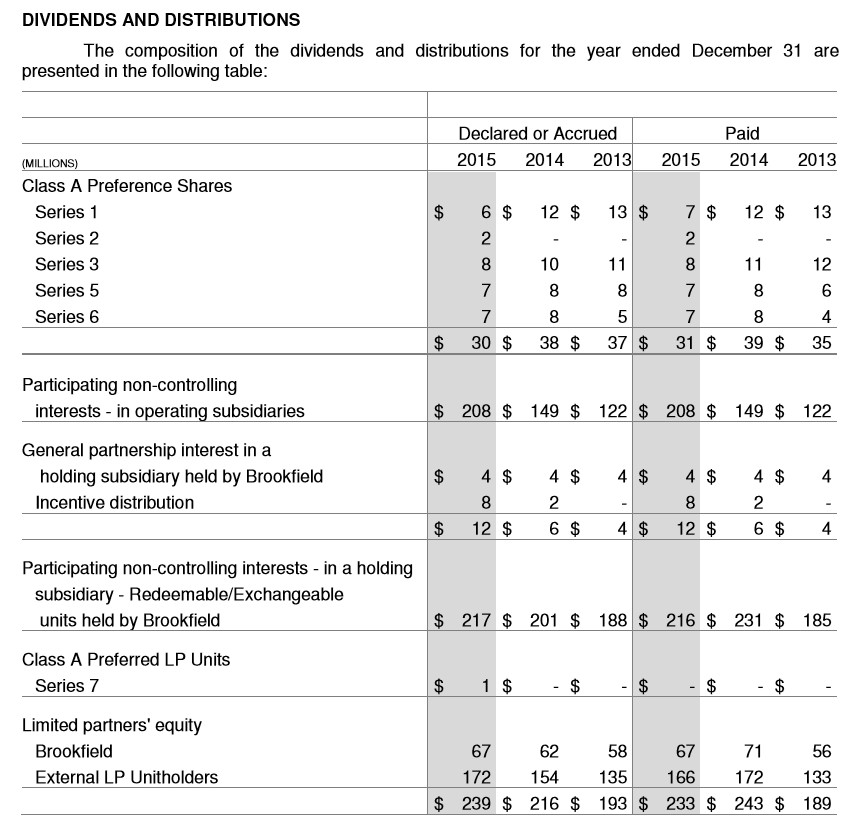 DIVIDENDS AND DISTRIBUTIONS
The composition of the dividends and distributions for the year ended December 31 are
presented in the following table:
Declared or Accrued Paid
(MILLIONS) 2015 2014 2013 2015 2014 2013
Class A Preference Shares
Series 1 $ 6 $ 12 $ 13 $ 7 $ 12 $ 13
Series 2 2 - - 2 - -
Series 3 8 10 11 8 11 12
Series 5 7 8 8 7 8 6
Series 6 7 8 5 7 8 4
$ 30 $ 38 $ 37 $ 31 $ 39 $ 35
Participating non-controlling
interests - in operating subsidiaries $ 208 $ 149 $ 122 $ 208 $ 149 $ 122
General partnership interest in a
holding subsidiary held by Brookfield $ 4 $ 4 $ 4 $ 4 $ 4 $ 4
Incentive distribution 8 2 - 8 2 -
$ 12 $ 6 $ 4 $ 12 $ 6 $ 4
Participating non-controlling interests - in a holding
subsidiary - Redeemable/Exchangeable
units held by Brookfield $ 217 $ 201 $ 188 $ 216 $ 231 $ 185
Class A Preferred LP Units
Series 7 $ 1 $ - $ - $ - $ - $ -
Limited partners' equity
Brookfield 67 62 58 67 71 56
External LP Unitholders 172 154 135 166 172 133
$ 239 $ 216 $ 193 $ 233 $ 243 $ 189